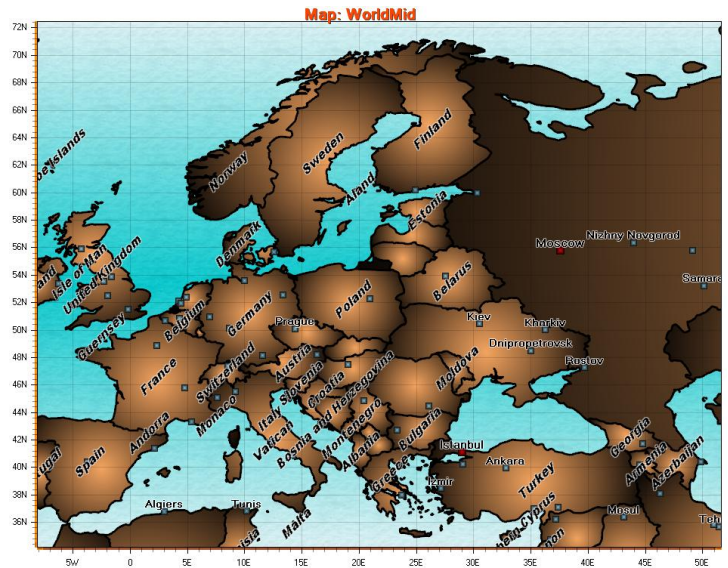 Map: WorldMid
72N
70N
68N
66N
64N
62N
60N
58N
56N
54N
52N
50N
48N
46N
44N
42N
40N
38N
36N
Islands
Norway
Sweden
Finland
Åland
Estonia
Denmark
Isle of Man
United Kingdom
Guernsey
Belgium
Germany
Poland
Belarus
Moscow
Nizhny Novgorod
Samara
Kiev
Kharkiv
Dnipropetrovsk
Rostov
Prague
France
Switzerland
Austria
Slovenia
Croatia
Moldova
Monaco
Italy
Vatican
Bosnia and Herzegovina
Montenegro
Albania
Bulgaria
Andorra
Spain
Greece
Istanbul
Ankara
Izmir
Turkey
Georgia
Armenia
Azerbaijan
Algiers
Tunis
Malta
Cyprus
Mosul
Teh
5W
0
5E
10E
15E
20E
25E
30E
35E
40E
45E
50E